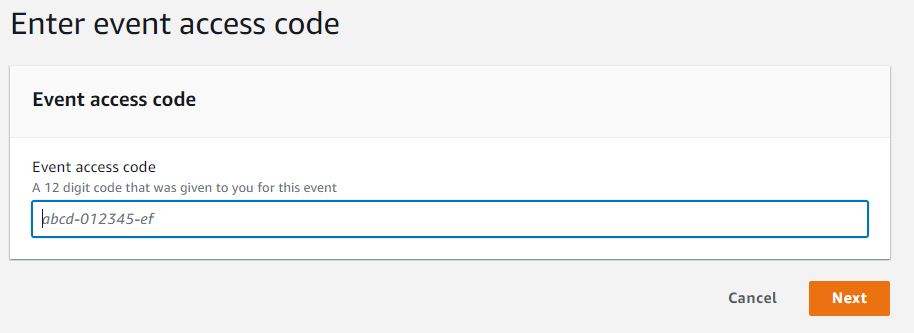 Enter event access code
Event access code
Event access code
A 12 digit code that was given to you for this event
abcd-012345-ef
Cancel Next